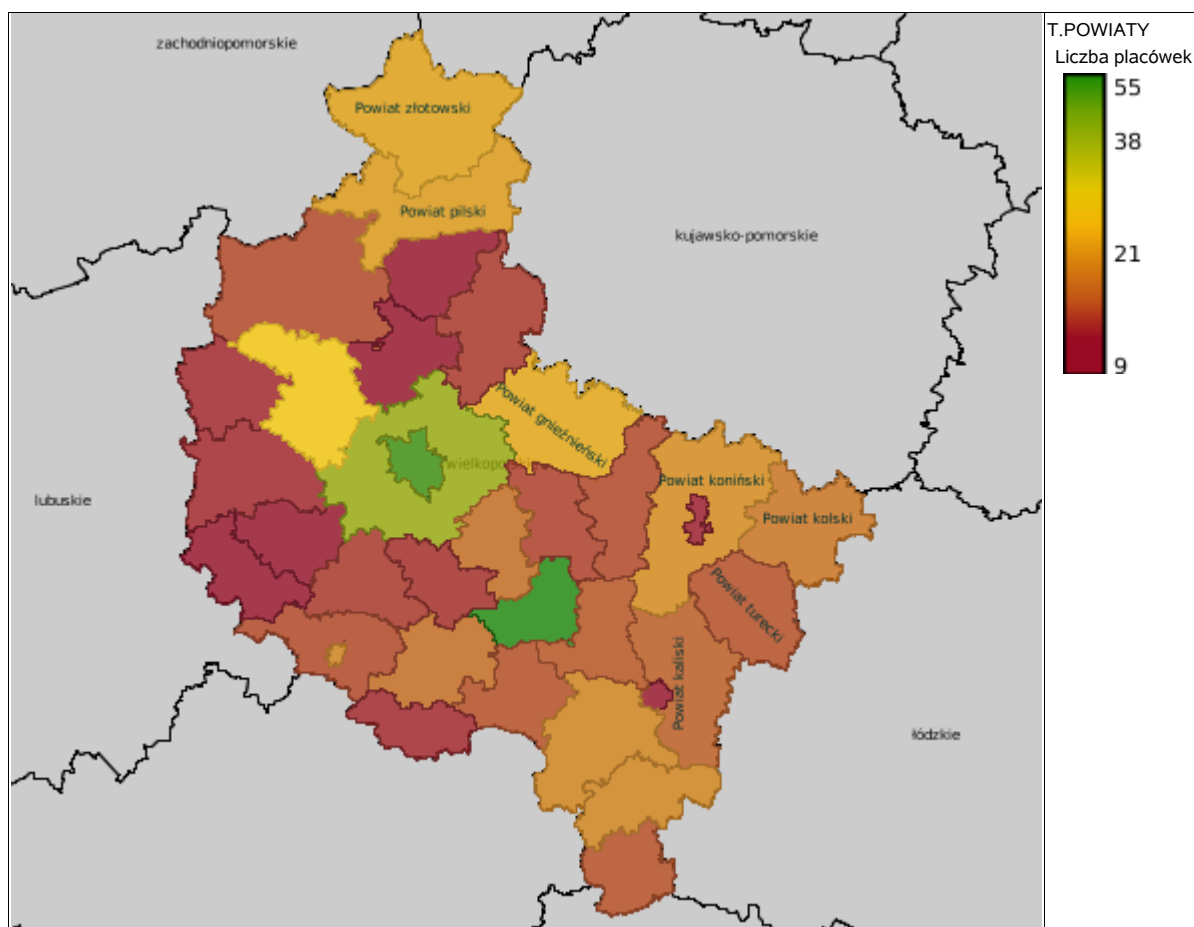 zachodniopomorskie
Powiat złotowski
Powiat pilski
kujawsko-pomorskie
Powiat gnieźnieński
wielkopolskie
Powiat koniński
lubuskie
Powiat kolski
Powiat turecki
Powiat kaliski
łódzkie
T.POWIATY
Liczba placówek
55
38
21
9